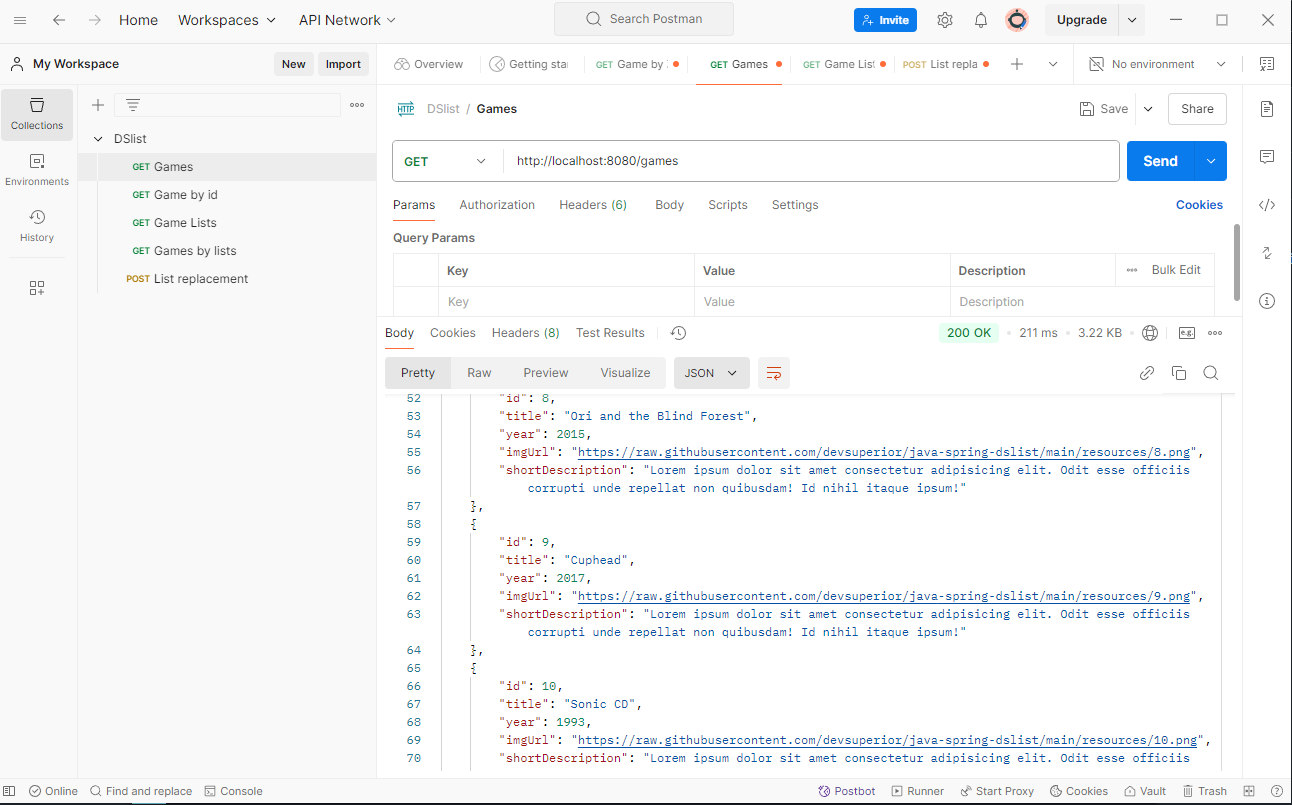 Home Workspaces API Network Search Postman Invite Upgrade
My Workspace New Import Overview Getting sta GET Game by GET Games GET Game List POST List repla No environment
Collections
Environments
History
DSlist
GET Games
GET Game by id
GET Game Lists
GET Games by lists
POST List replacement
HTTP DSlist / Games Save Share
GET http://localhost:8080/games Send
Params Authorization Headers (6) Body Scripts Settings Cookies
Query Params
Key Value Description Bulk Edit
Key Value Description
Body Cookies Headers (8) Test Results 200 OK 211 ms 3.22 KB e.g.
Pretty Raw Preview Visualize JSON
52 "id": 8,
53 "title": "Ori and the Blind Forest",
54 "year": 2015,
55 "imgUrl": "https://raw.githubusercontent.com/devsuperior/java-spring-dslist/main/resources/8.png",
56 "shortDescription": "Lorem ipsum dolor sit amet consectetur adipisicing elit. Odit esse officiis
corrupti unde repellat non quibusdam! Id nihil itaque ipsum!"
57 },
58 {
59 "id": 9,
60 "title": "Cuphead",
61 "year": 2017,
62 "imgUrl": "https://raw.githubusercontent.com/devsuperior/java-spring-dslist/main/resources/9.png",
63 "shortDescription": "Lorem ipsum dolor sit amet consectetur adipisicing elit. Odit esse officiis
corrupti unde repellat non quibusdam! Id nihil itaque ipsum!"
64 },
65 {
66 "id": 10,
67 "title": "Sonic CD",
68 "year": 1993,
69 "imgUrl": "https://raw.githubusercontent.com/devsuperior/java-spring-dslist/main/resources/10.png",
70 "shortDescription": "Lorem ipsum dolor sit amet consectetur adipisicing elit. Odit esse officiis
Online Find and replace Console Postbot Runner Start Proxy Cookies Vault Trash